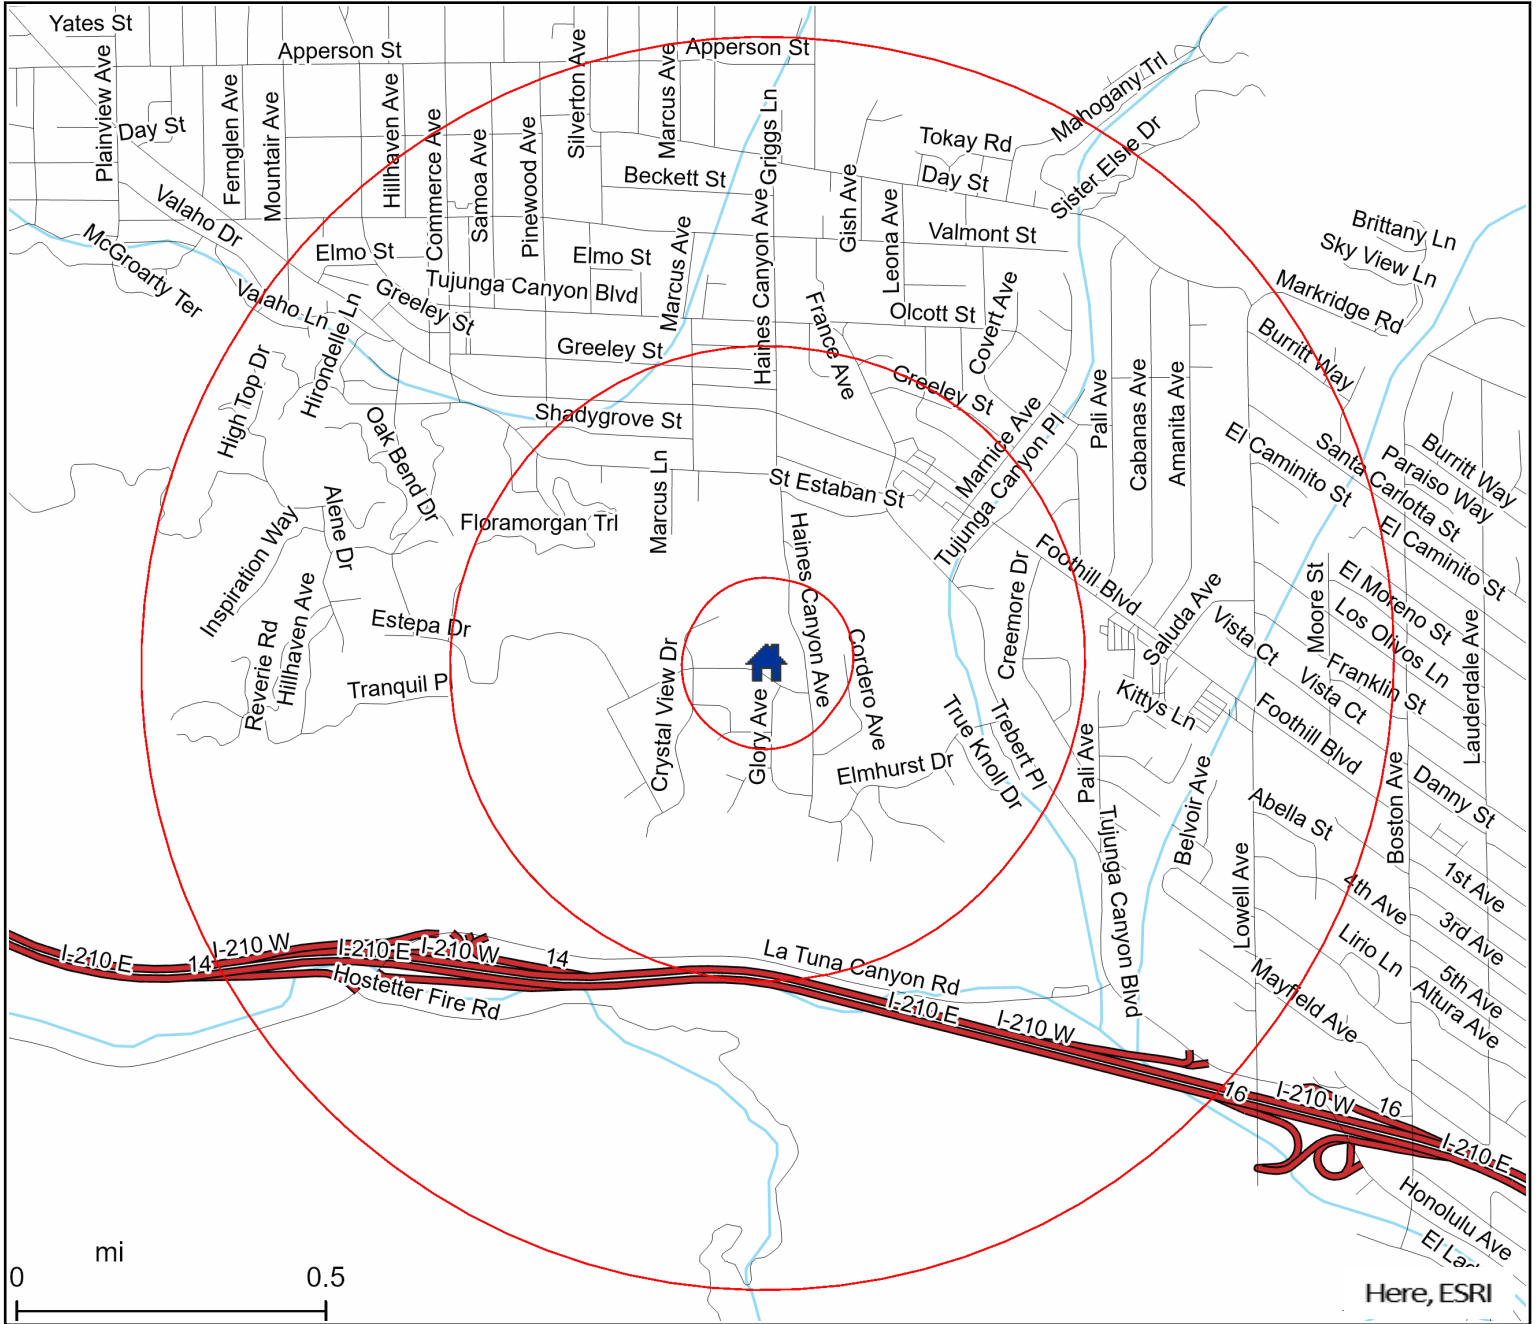 Yates St
Apperson St
Apperson St
Plainview Ave
Day St
Fernglen Ave
Mountair Ave
Hillhaven Ave
Commerce Ave
Samoa Ave
Pinewood Ave
Silverton Ave
Marcus Ave
Griggs Ln
Mahogany Trl
Tokay Rd
Day St
Sister Elsie Dr
Beckett St
Gish Ave
Leona Ave
Valmont St
Valaho Dr
McGroarty Ter
Elmo St
Elmo St
Marcus Ave
Haines Canyon Ave
Brittany Ln
Sky View Ln
Markridge Rd
Valaho Ln
Hirondelle Ln
Greeley St
Tujunga Canyon Blvd
Olcott St
Covert Ave
France Ave
Burritt Way
High Top Dr
Greeley St
Greeley St
Pali Ave
Cabanas Ave
Amanita Ave
Shadygrove St
Oak Bend Dr
Marnice Ave
Tujunga Canyon Pl
El Caminito St
Santa Carlotta St
Paraiso Way
Burritt Way
El Caminito St
Alene Dr
Inspiration Way
Floramorgan Trl
Marcus Ln
St Estaban St
Haines Canyon Ave
Foothill Blvd
Creemore Dr
Saluda Ave
Moore St
El Moreno St
Los Olivos Ln
Lauderdale Ave
Hillhaven Ave
Reverie Rd
Estepa Dr
Tranquil P
Crystal View Dr
Glory Ave
Cordero Ave
Elmhurst Dr
True Knoll Dr
Trebert Pl
Kittys Ln
Vista Ct
Vista Ct
Franklin St
Foothill Blvd
Pali Ave
Belvoir Ave
Abella St
Boston Ave
Danny St
Tujunga Canyon Blvd
Lowell Ave
4th Ave
1st Ave
3rd Ave
Lirio Ln
5th Ave
Altura Ave
Mayfield Ave
I-210 E
14
I-210 W
I-210 E
I-210 W
14
Hostetter Fire Rd
La Tuna Canyon Rd
I-210 E
I-210 W
16
I-210 W
16
I-210 E
Honolulu Ave
El Lad
mi
0
0.5
Here, ESRI